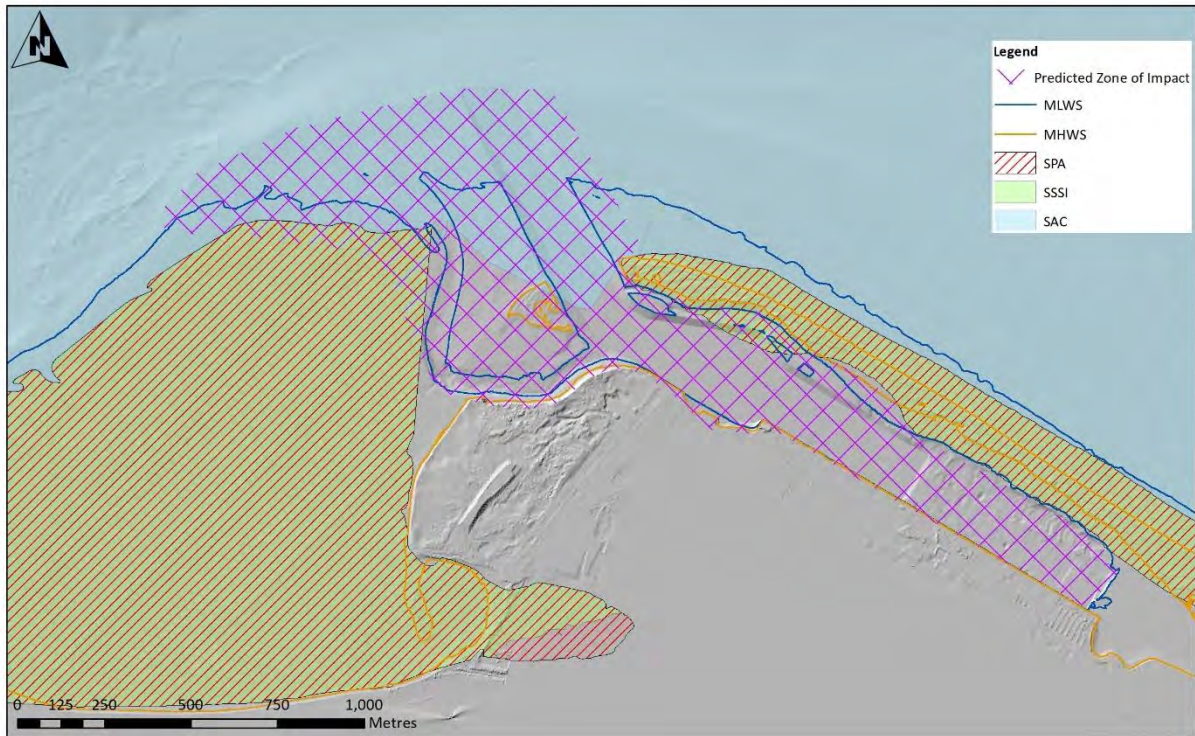 N
Legend
Predicted Zone of Impact
MLWS
MHWS
SPA
SSSI
SAC
0 125 250 500 750 1,000
Metres